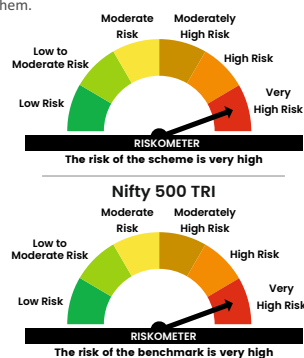 hem.
Moderate Moderately
Risk High Risk
Low to
Moderate Risk
High Risk
Low Risk
Very
High Risk
RISKOMETER
The risk of the scheme is very high
Nifty 500 TRI
Moderate Moderately
Risk High Risk
Low to
Moderate Risk
High Risk
Low Risk
Very
High Risk
RISKOMETER
The risk of the benchmark is very high